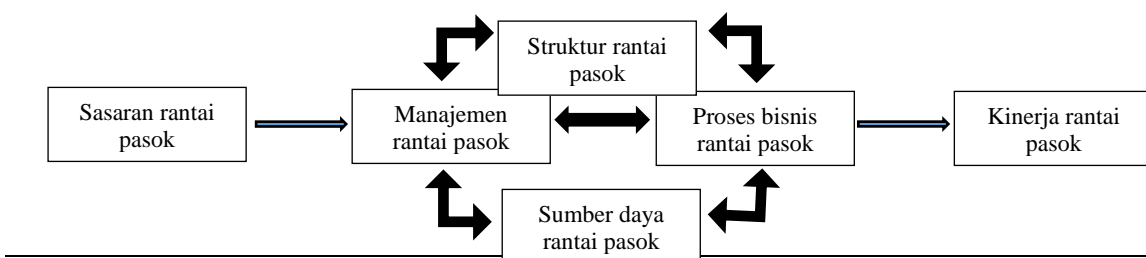 Struktur rantai
pasok
Sasaran rantai
pasok
Manajemen
rantai pasok
Proses bisnis
rantai pasok
Kinerja rantai
pasok
Sumber daya
rantai pasok